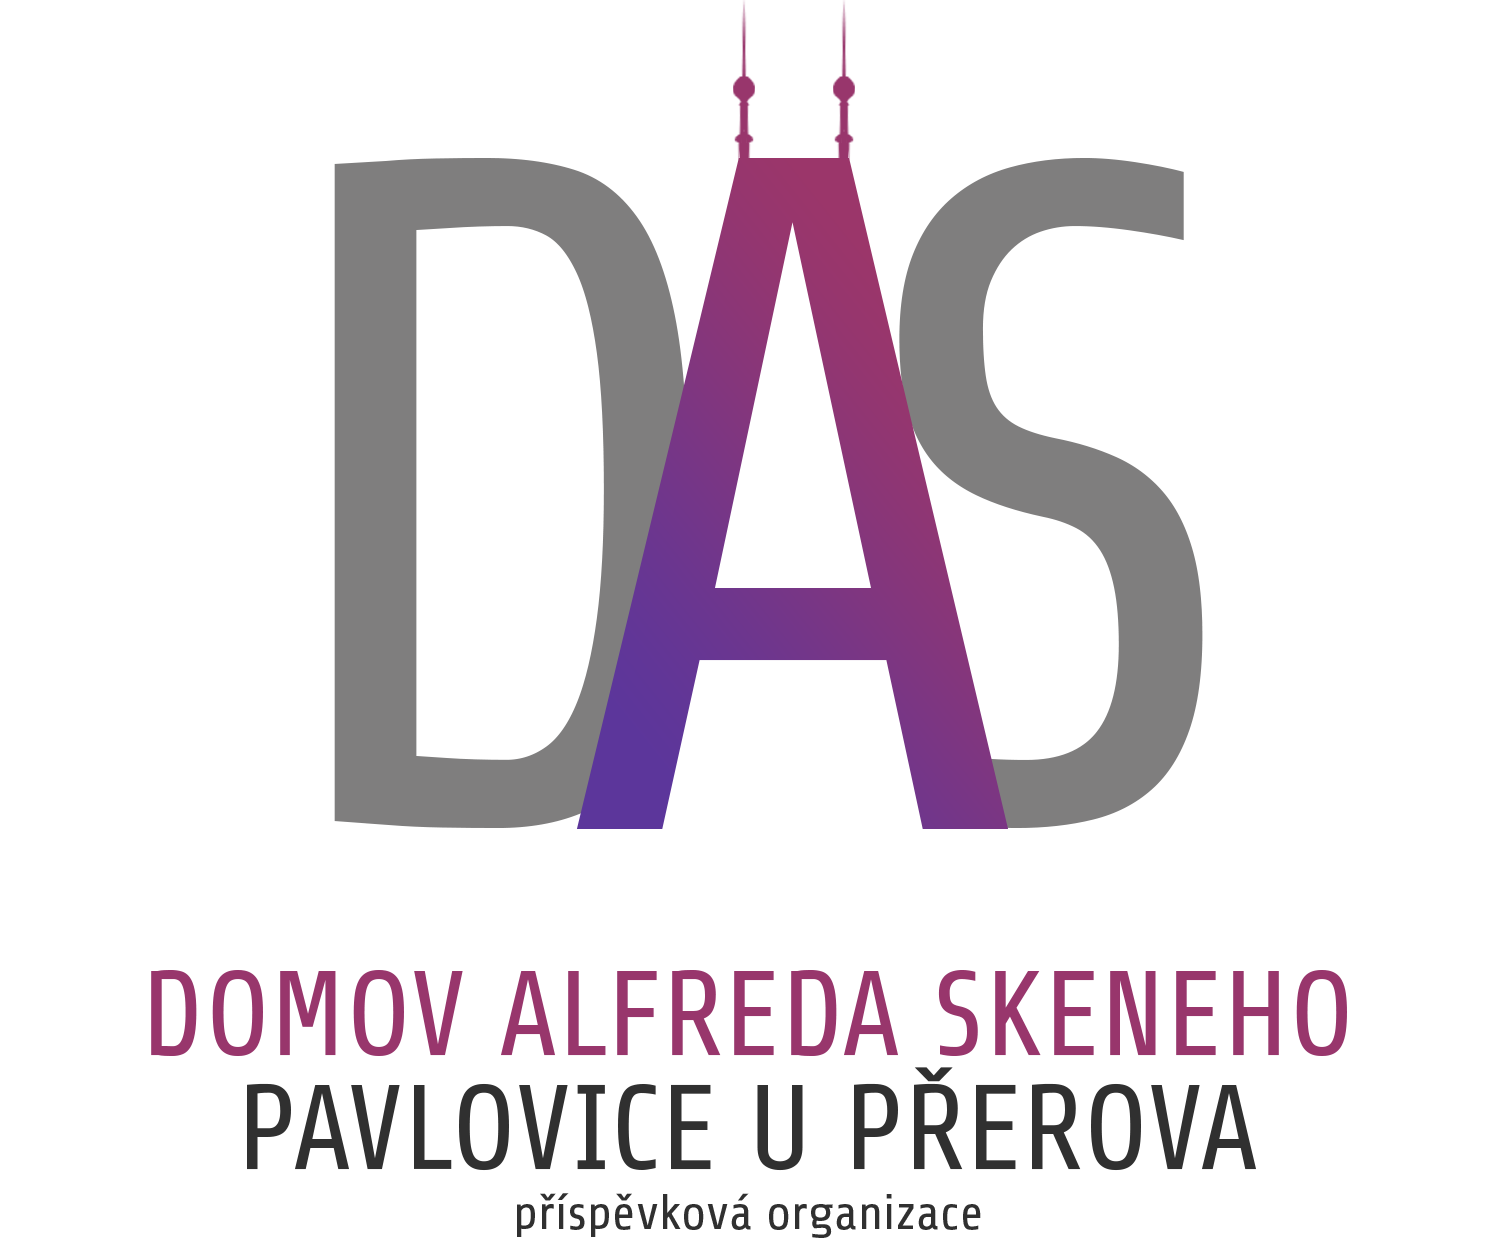 DAS
DOMOV ALFREDA SKENEHO
PAVLOVICE U PŘEROVA
příspěvková organizace